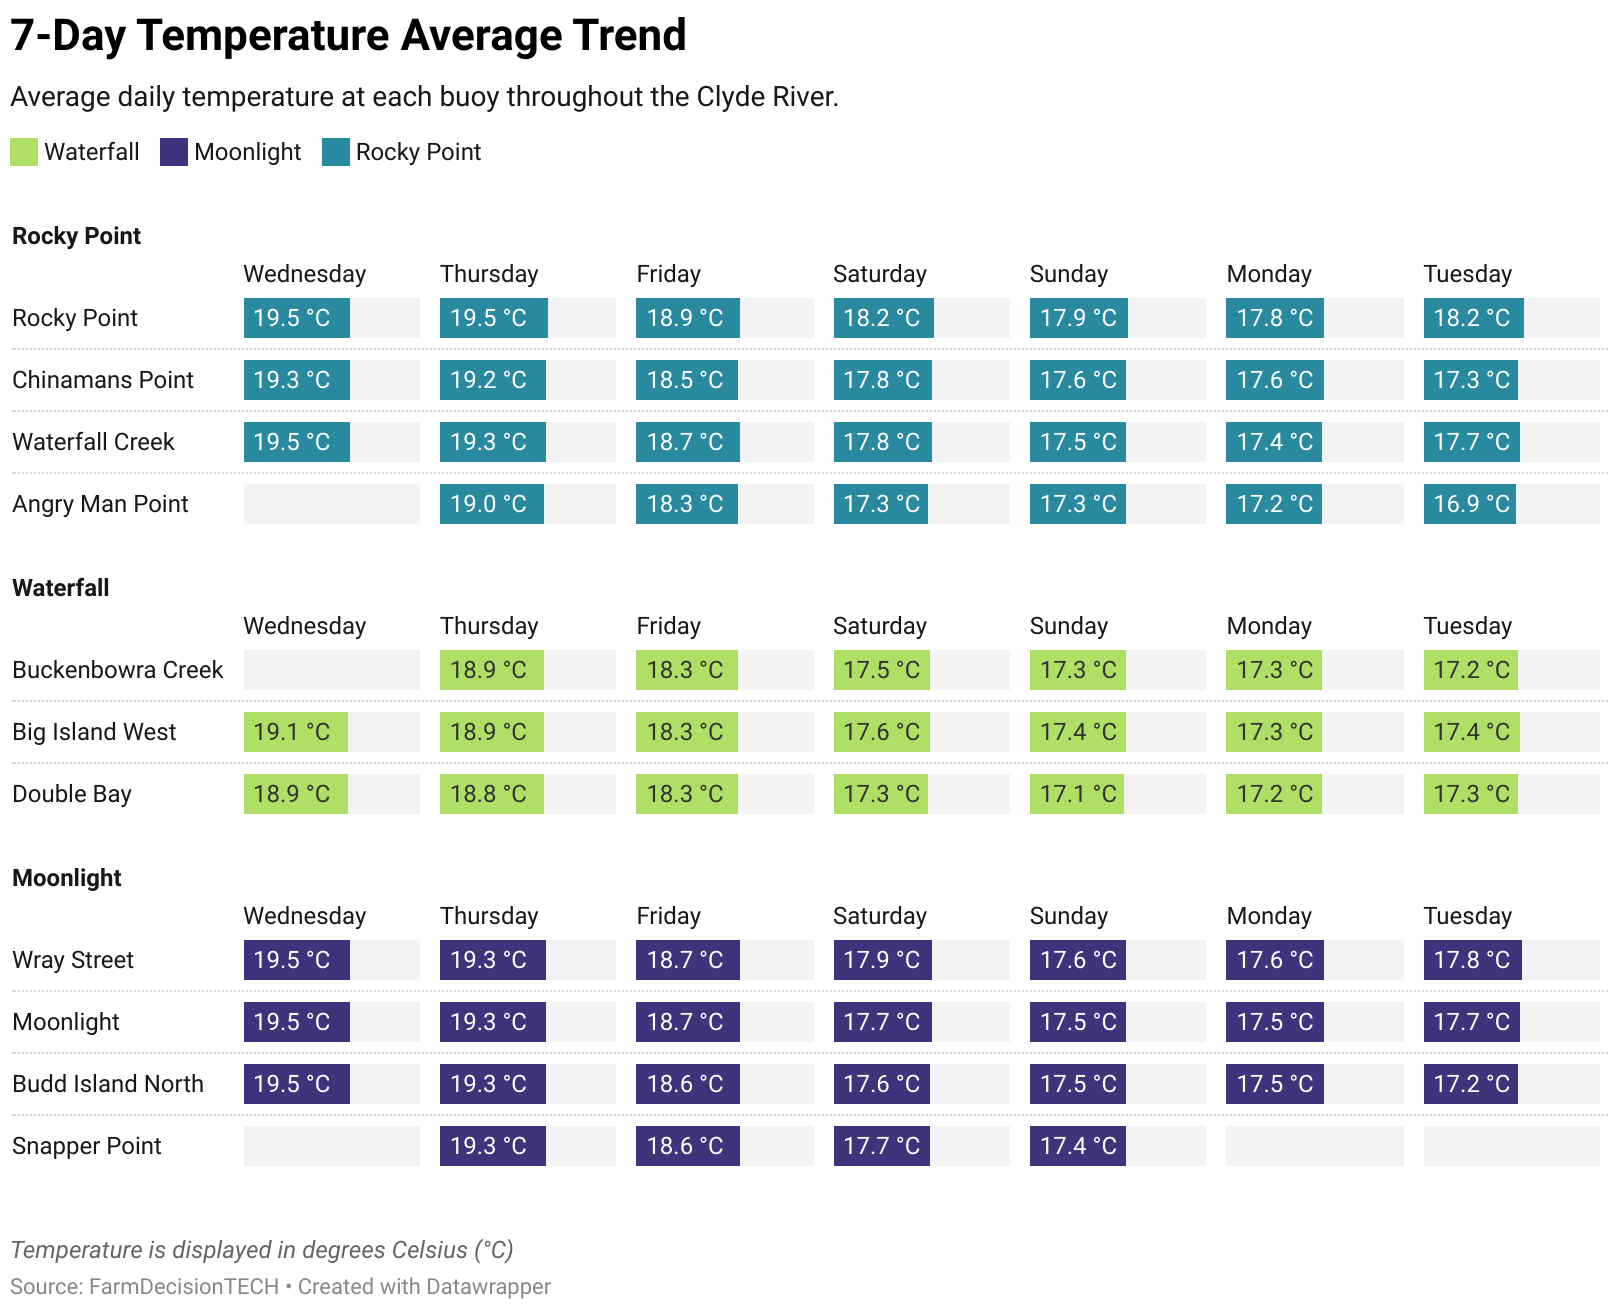 7-Day Temperature Average Trend
Average daily temperature at each buoy throughout the Clyde River.
Waterfall Moonlight Rocky Point
Rocky Point
Wednesday Thursday Friday Saturday Sunday Monday Tuesday
Rocky Point 19.5 °C 19.5 °C 18.9 °C 18.2 °C 17.9 °C 17.8 °C 18.2 °C
Chinamans Point 19.3 °C 19.2 °C 18.5 °C 17.8 °C 17.6 °C 17.6 °C 17.3 °C
Waterfall Creek 19.5 °C 19.3 °C 18.7 °C 17.8 °C 17.5 °C 17.4 °C 17.7 °C
Angry Man Point 19.0 °C 18.3 °C 17.3 °C 17.3 °C 17.2 °C 16.9 °C
Waterfall
Wednesday Thursday Friday Saturday Sunday Monday Tuesday
Buckenbowra Creek 18.9 °C 18.3 °C 17.5 °C 17.3 °C 17.3 °C 17.2 °C
Big Island West 19.1 °C 18.9 °C 18.3 °C 17.6 °C 17.4 °C 17.3 °C 17.4 °C
Double Bay 18.9 °C 18.8 °C 18.3 °C 17.3 °C 17.1 °C 17.2 °C 17.3 °C
Moonlight
Wednesday Thursday Friday Saturday Sunday Monday Tuesday
Wray Street 19.5 °C 19.3 °C 18.7 °C 17.9 °C 17.6 °C 17.6 °C 17.8 °C
Moonlight 19.5 °C 19.3 °C 18.7 °C 17.7 °C 17.5 °C 17.5 °C 17.7 °C
Budd Island North 19.5 °C 19.3 °C 18.6 °C 17.6 °C 17.5 °C 17.5 °C 17.2 °C
Snapper Point 19.3 °C 18.6 °C 17.7 °C 17.4 °C
Temperature is displayed in degrees Celsius (°C)
Source: FarmDecisionTECH • Created with Datawrapper